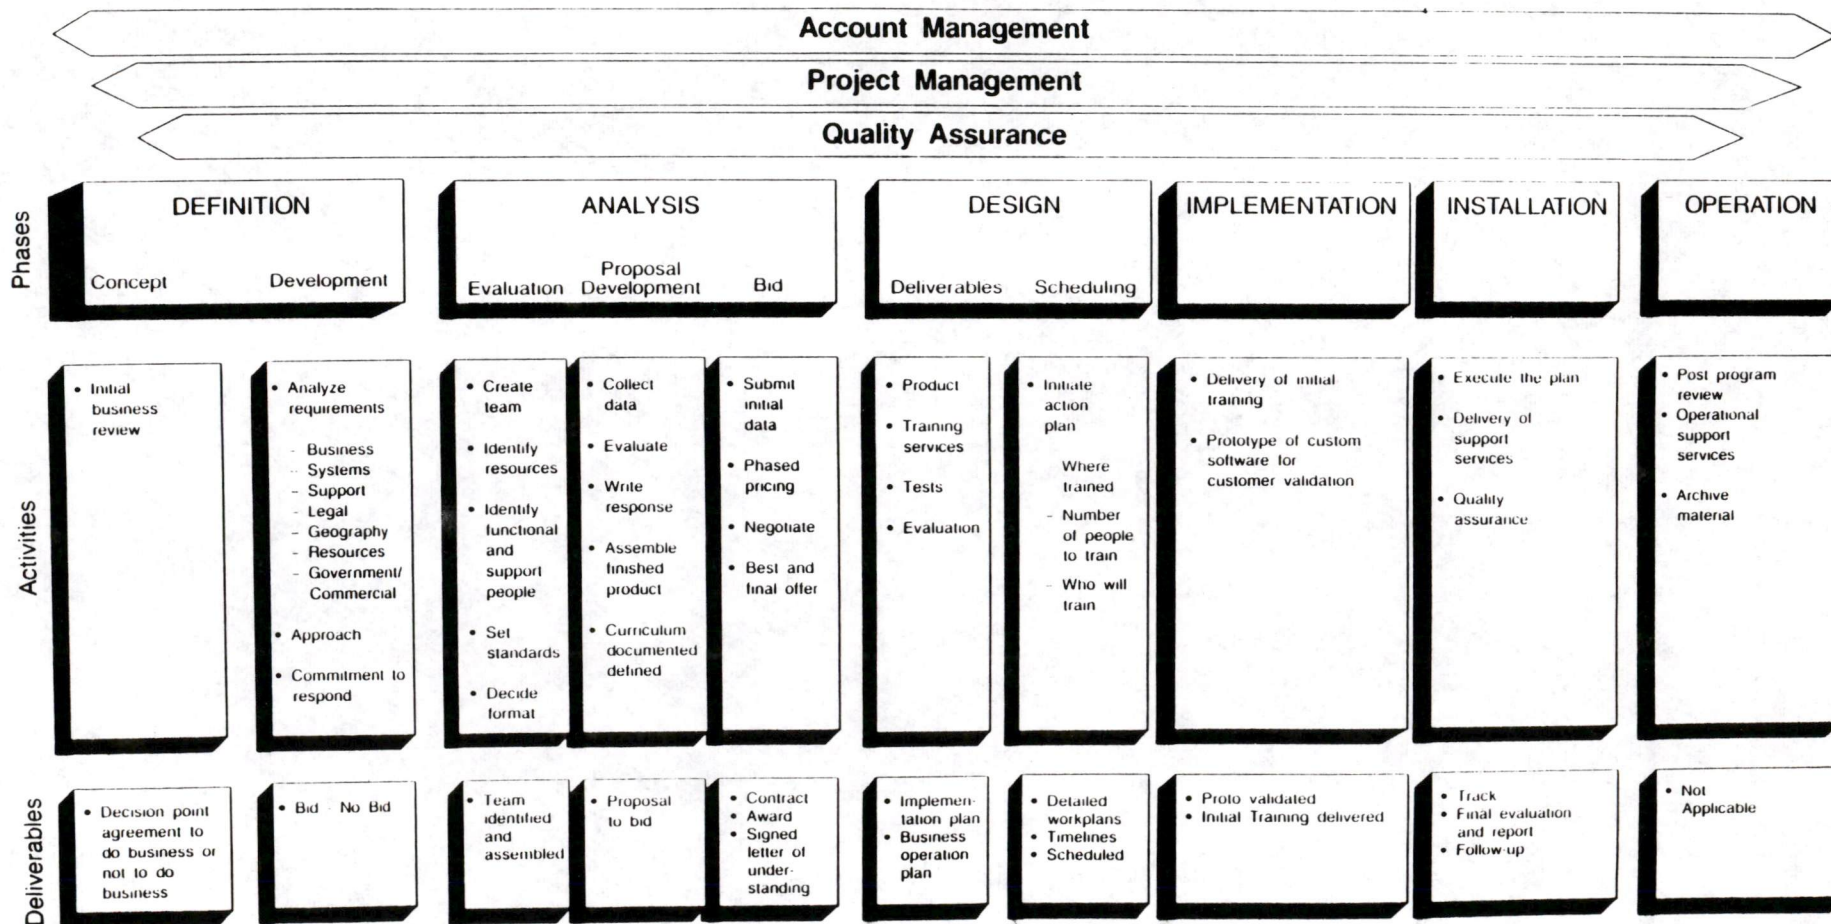 Account Management
Project Management
Quality Assurance
Phases
DEFINITION
Concept
Development
ANALYSIS
Evaluation
Proposal
Development
Bid
DESIGN
Deliverables
Scheduling
IMPLEMENTATION
INSTALLATION
OPERATION
Activities
• Initial
business
review
• Analyze
requirements
- Business
- Systems
- Support
- Legal
- Geography
- Resources
- Government/
Commercial
• Approach
• Commitment to
respond
• Create
team
• Identify
resources
• Identify
functional
and
support
people
• Set
standards
• Decide
format
• Collect
data
• Evaluate
• Write
response
• Assemble
finished
product
• Curriculum
documented
defined
• Submit
initial
data
• Phased
pricing
• Negotiate
• Best and
final offer
• Product
• Training
services
• Tests
• Evaluation
• Initiate
action
plan
Where
trained
- Number
of people
to train
- Who will
train
• Delivery of initial
training
• Prototype of custom
software for
customer validation
• Execute the plan
• Delivery of
support
services
• Quality
assurance
• Post program
review
• Operational
support
services
• Archive
material
Deliverables
• Decision point
agreement to
do business or
not to do
business
• Bid - No Bid
• Team
identified
and
assembled
• Proposal
to bid
• Contract
• Award
• Signed
letter of
under-
standing
• Implemen-
tation plan
• Business
operation
plan
• Detailed
workplans
• Timelines
• Scheduled
• Proto validated
• Initial Training delivered
• Track
• Final evaluation
and report
• Follow-up
• Not
Applicable